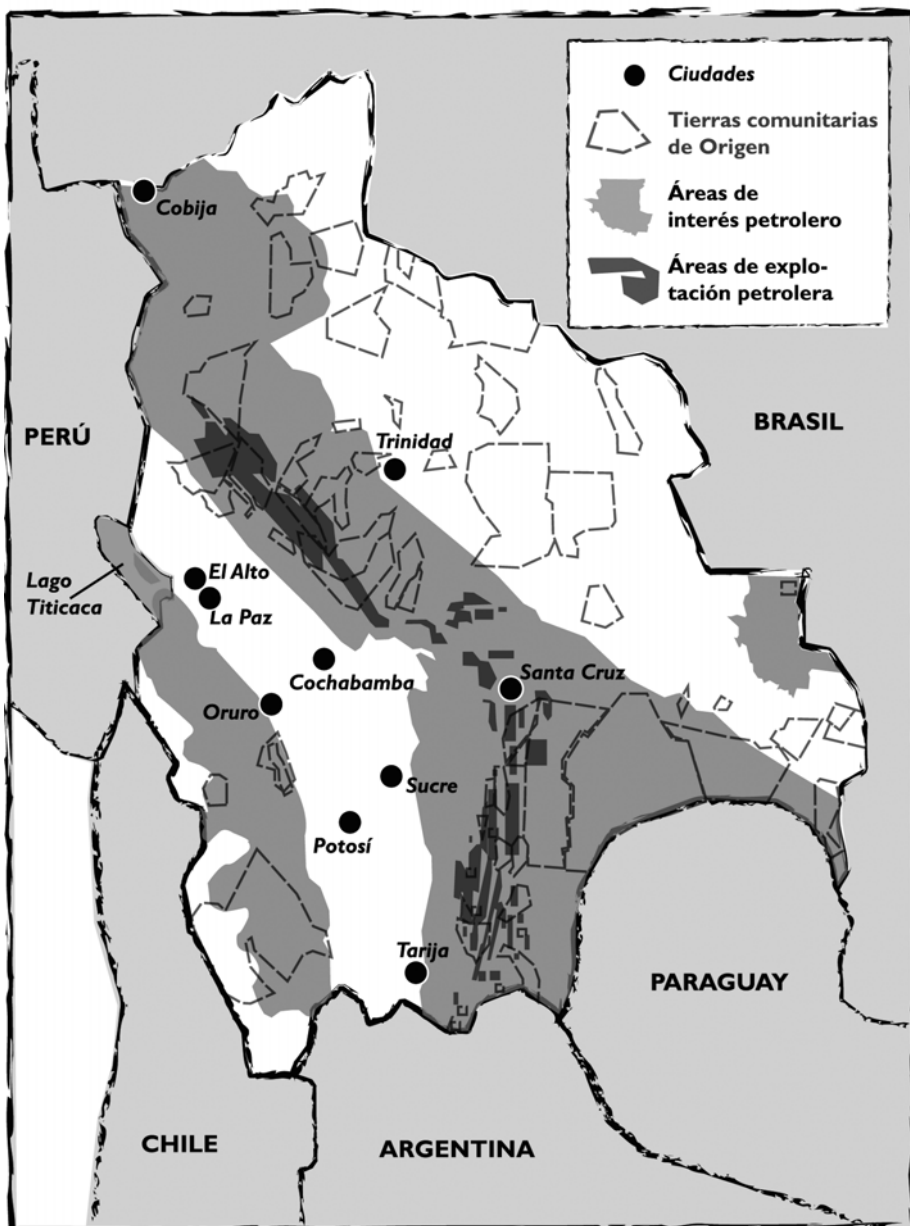 Ciudades
Tierras comunitarias
de Origen
Áreas de
interés petrolero
Áreas de explo-
tación petrolera
Cobija
PERÚ
BRASIL
Trinidad
El Alto
Lago
Titicaca
La Paz
Cochabamba
Santa Cruz
Oruro
Sucre
Potosí
Tarija
PARAGUAY
CHILE
ARGENTINA